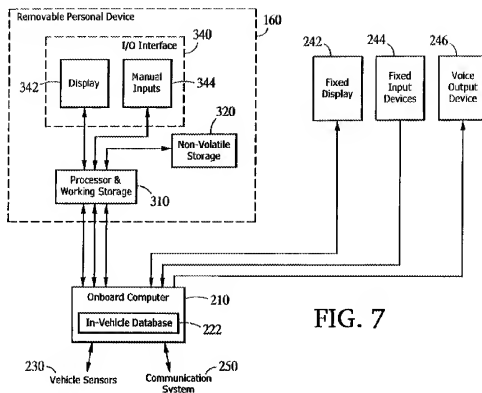 Removable Personal Device
160
I/O Interface
340
342
Display
Manual
Inputs
344
320
Non-Volatile
Storage
Processor &
Working Storage
310
242
Fixed
Display
244
Fixed
Input
Devices
246
Voice
Output
Device
Onboard Computer
210
In-Vehicle Database
222
230
Vehicle Sensors
Communication
System
250
FIG. 7